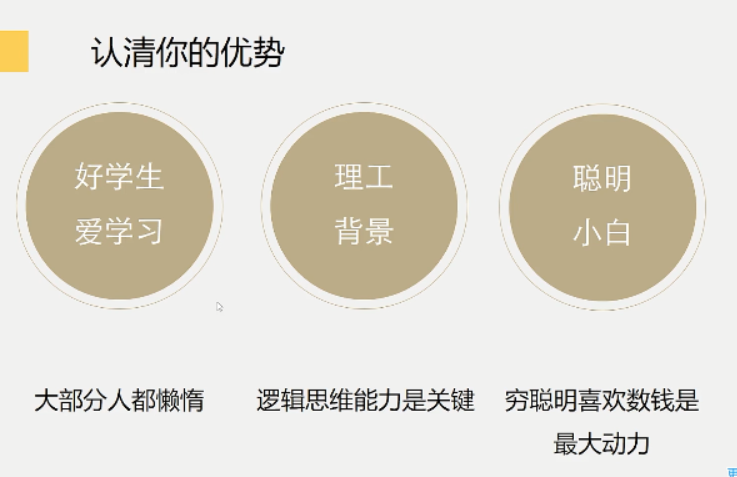 认清你的优势
好学生
爱学习
理工
背景
聪明
小白
大部分人都懒惰
逻辑思维能力是关键
穷聪明喜欢数钱是
最大动力